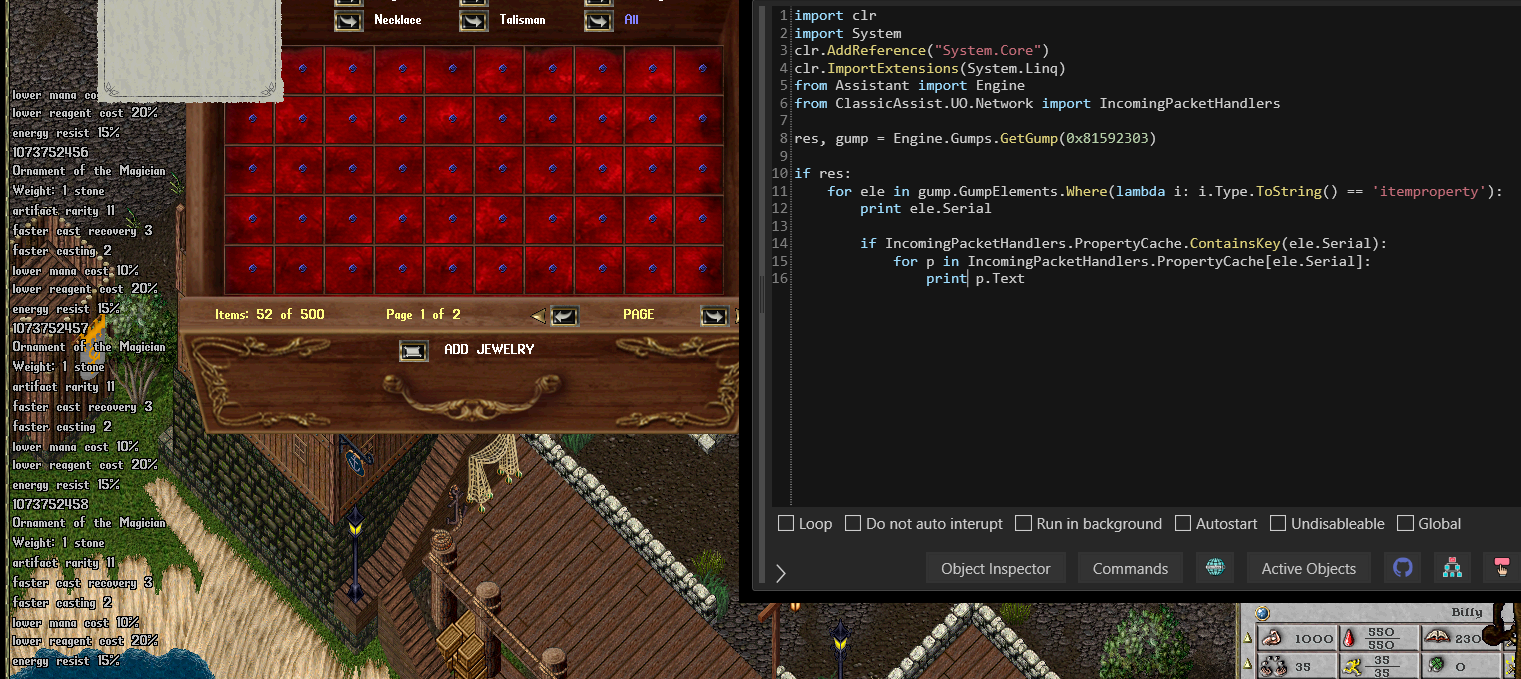 Necklace
Talisman
All
lower mana co
lower reagent cost 20%
energy resist 15%
1073752456
Ornament of the Magician
Weight: 1 stone
artifact rarity 11
faster cast recovery 3
faster casting 2
lower mana cost 10%
lower reagent cost 20%
energy resist 15%
1073752457
Ornament of the Magician
Weight: 1 stone
artifact rarity 11
faster cast recovery 3
faster casting 2
lower mana cost 10%
lower reagent cost 20%
energy resist 15%
1073752458
Ornament of the Magician
Weight: 1 stone
artifact rarity 11
faster cast recovery 3
faster casting 2
lower mana cost 10%
lower reagent cost 20%
energy resist 15%
Items: 52 of 500
Page 1 of 2
PAGE
ADD JEWELRY
1 import clr
2 import System
3 clr.AddReference("System.Core")
4 clr.ImportExtensions(System.Linq)
5 from Assistant import Engine
6 from ClassicAssist.UO.Network import IncomingPacketHandlers
7
8 res, gump = Engine.Gumps.GetGump(0x81592303)
9
10 if res:
11     for ele in gump.GumpElements.Where(lambda i: i.Type.ToString() == 'itemproperty'):
12         print ele.Serial
13
14         if IncomingPacketHandlers.PropertyCache.ContainsKey(ele.Serial):
15             for p in IncomingPacketHandlers.PropertyCache[ele.Serial]:
16                 print p.Text
Loop
Do not auto interupt
Run in background
Autostart
Undisableable
Global
Object Inspector
Commands
Active Objects
Billy
1000
550
550
230
35
35
35
0